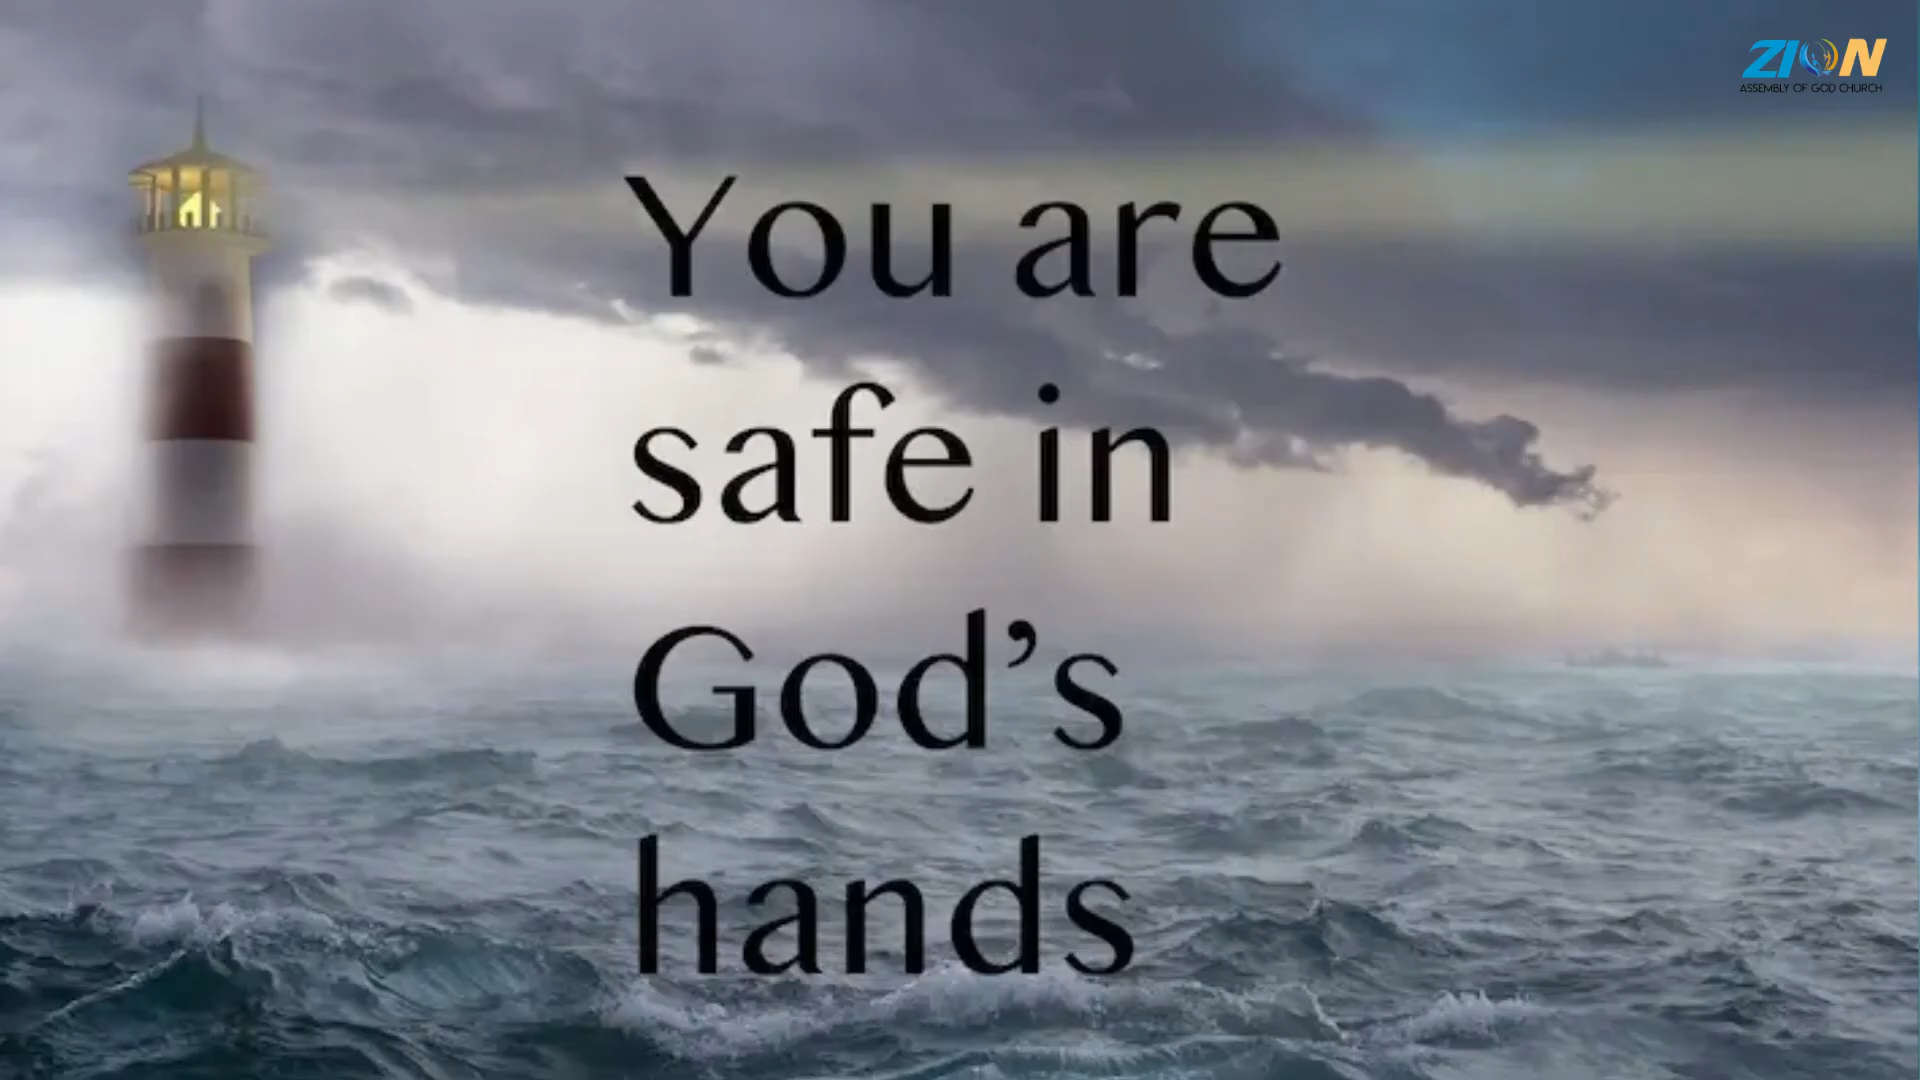 ZION
ASSEMBLY OF GOD CHURCH
You are
safe in
God’s
hands